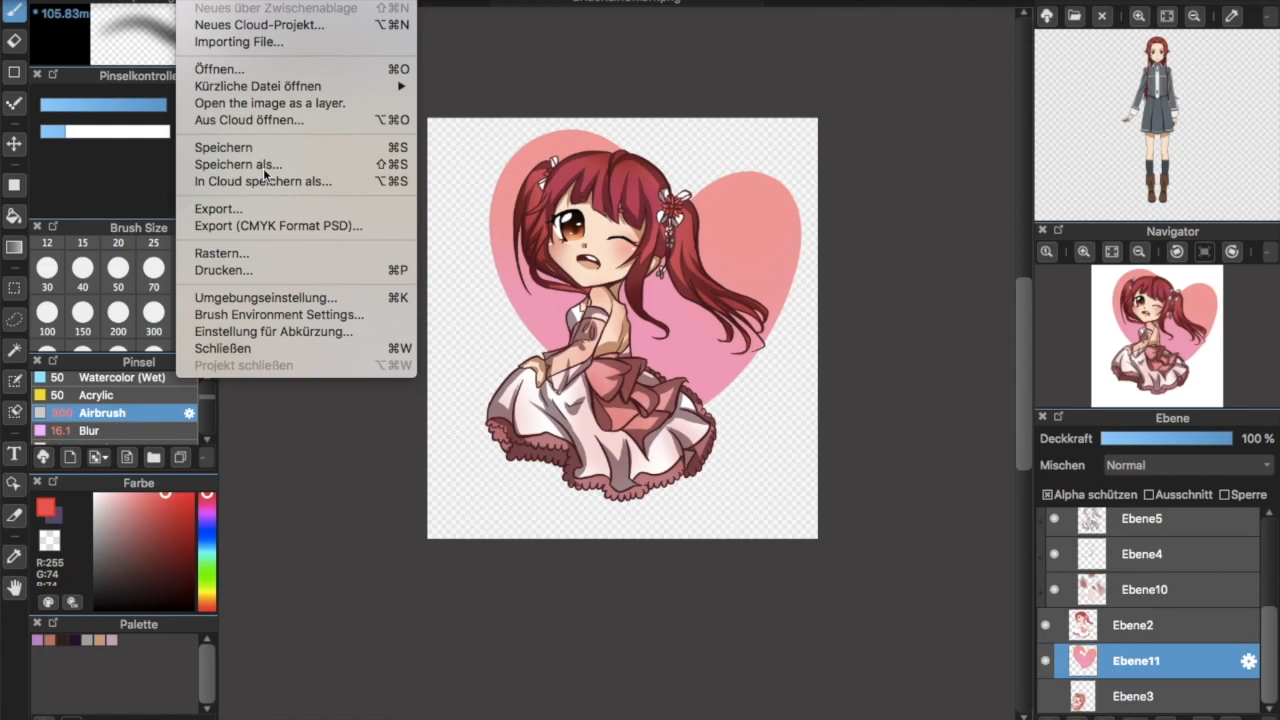 105.83m
Pinselkontrolle
Brush Size
12 15 20 25
30 40 50 70
100 150 200 300
Pinsel
50 Watercolor (Wet)
50 Acrylic
300 Airbrush
16.1 Blur
Farbe
R:255
G:74
B:74
Palette
Neues über Zwischenablage ⇧⌘N
Neues Cloud-Projekt... ⌥⌘N
Importing File...
Öffnen... ⌘O
Kürzliche Datei öffnen ▶
Open the image as a layer.
Aus Cloud öffnen... ⌥⌘O
Speichern ⌘S
Speichern als... ⇧⌘S
In Cloud speichern als... ⌥⌘S
Export...
Export (CMYK Format PSD)...
Rastern...
Drucken... ⌘P
Umgebungseinstellung... ⌘K
Brush Environment Settings...
Einstellung für Abkürzung...
Schließen ⌘W
Projekt schließen ⌥⌘W
Navigator
Ebene
Deckkraft 100 %
Mischen Normal
Alpha schützen Ausschnitt Sperre
Ebene5
Ebene4
Ebene10
Ebene2
Ebene11
Ebene3